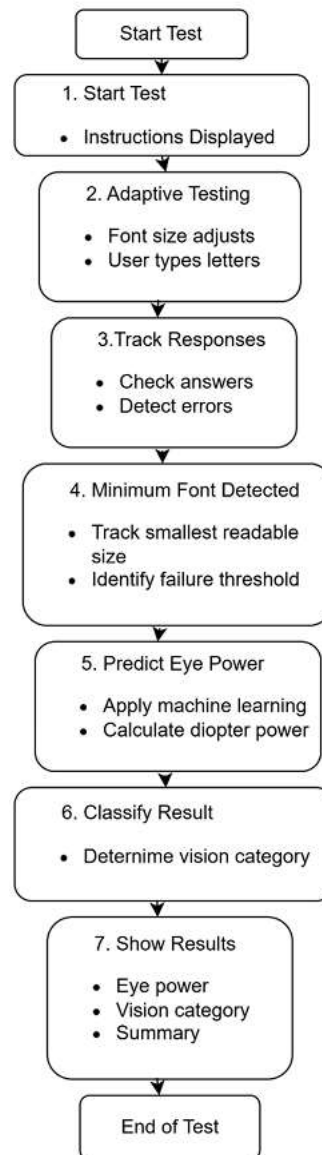 Start Test
1. Start Test
• Instructions Displayed
2. Adaptive Testing
• Font size adjusts
• User types letters
3.Track Responses
• Check answers
• Detect errors
4. Minimum Font Detected
• Track smallest readable
size
• Identify failure threshold
5. Predict Eye Power
• Apply machine learning
• Calculate diopter power
6. Classify Result
• Deternime vision category
7. Show Results
• Eye power
• Vision category
• Summary
End of Test